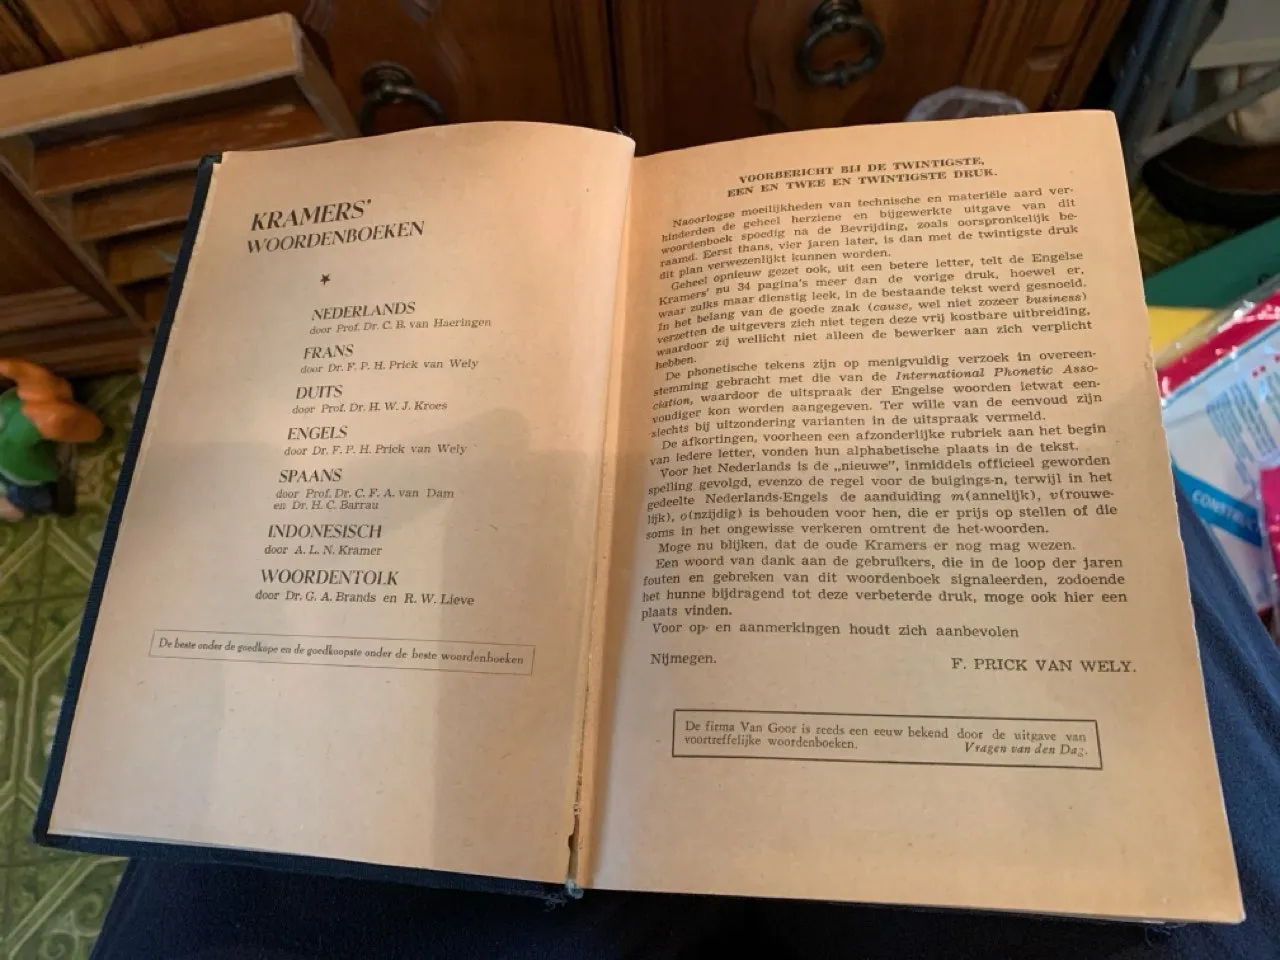 KRAMERS'
WOORDENBOEKEN
★
NEDERLANDS
door Prof. Dr. C. B. van Haeringen
FRANS
door Dr. F. P. H. Prick van Wely
DUITS
door Prof. Dr. H. W. J. Kroes
ENGELS
door Dr. F. P. H. Prick van Wely
SPAANS
door Prof. Dr. C. F. A. van Dam
en Dr. H. C. Barrau
INDONESISCH
door A. L. N. Kramer
WOORDENTOLK
door Dr. G. A. Brands en R. W. Lieve
De beste onder de goedkope en de goedkoopste onder de beste woordenboeken
VOORBERICHT BIJ DE TWINTIGSTE,
EEN EN TWEE EN TWINTIGSTE DRUK.
Naoorlogse moeilijkheden van technische en materiële aard ver-
hinderden de geheel herziene en bijgewerkte uitgave van dit
woordenboek spoedig na de Bevrijding, zoals oorspronkelijk be-
raamd. Eerst thans, vier jaren later, is dan met de twintigste druk
dit plan verwezenlijkt kunnen worden.
Geheel opnieuw gezet ook, uit een betere letter, telt de Engelse
Kramers' nu 34 pagina's meer dan de vorige druk, hoewel er,
waar zulks maar dienstig leek, in de bestaande tekst werd gesnoeid.
In het belang van de goede zaak (cause, wel niet zozeer business)
verzetten de uitgevers zich niet tegen deze vrij kostbare uitbreiding,
waardoor zij wellicht niet alleen de bewerker aan zich verplicht
hebben.
De phonetische tekens zijn op menigvuldig verzoek in overeen-
stemming gebracht met die van de International Phonetic Asso-
ciation, waardoor de uitspraak der Engelse woorden ietwat een-
voudiger kon worden aangegeven. Ter wille van de eenvoud zijn
slechts bij uitzondering varianten in de uitspraak vermeld.
De afkortingen, voorheen een afzonderlijke rubriek aan het begin
van iedere letter, vonden hun alphabetische plaats in de tekst.
Voor het Nederlands is de „nieuwe", inmiddels officieel geworden
spelling gevolgd, evenzo de regel voor de buigings-n, terwijl in het
gedeelte Nederlands-Engels de aanduiding m(annelijk), v(rouwe-
lijk), o(nzijdig) is behouden voor hen, die er prijs op stellen of die
soms in het ongewisse verkeren omtrent de het-woorden.
Moge nu blijken, dat de oude Kramers er nog mag wezen.
Een woord van dank aan de gebruikers, die in de loop der jaren
fouten en gebreken van dit woordenboek signaleerden, zodoende
het hunne bijdragend tot deze verbeterde druk, moge ook hier een
plaats vinden.
Voor op- en aanmerkingen houdt zich aanbevolen
Nijmegen. F. PRICK VAN WELY.
De firma Van Goor is reeds een eeuw bekend door de uitgave van
voortreffelijke woordenboeken. Vragen van den Dag.